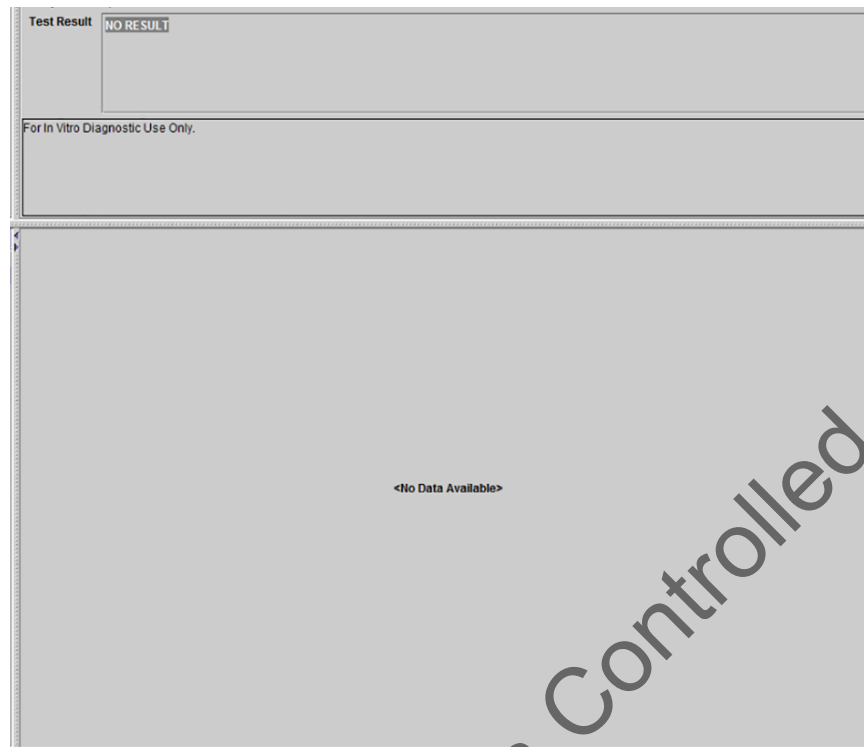 Test Result
NO RESULT
For In Vitro Diagnostic Use Only.
<No Data Available>
Controlled